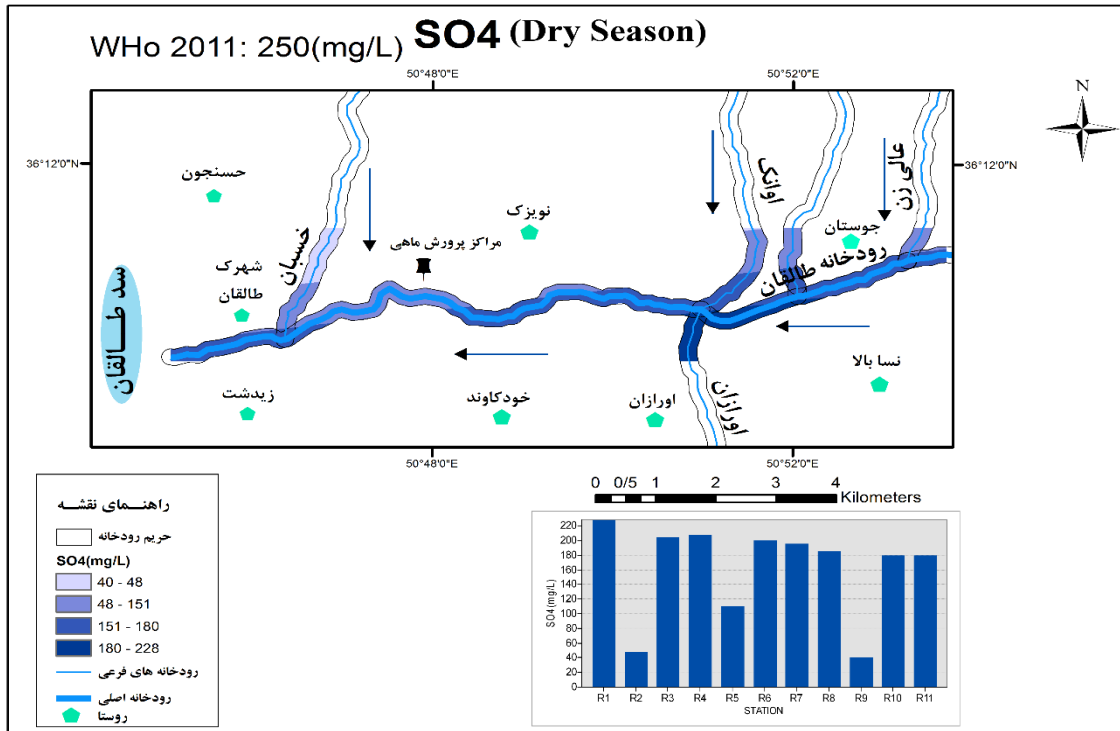 SO4 (Dry Season)
WHo 2011: 250(mg/L)
50°48'0"E
50°52'0"E
N
36°12'0"N
36°12'0"N
حسنجون
نویزک
اوانک
عالی زن
جوستان
مراکز پرورش ماهی
خسبان
شهرک
طالقان
رودخانه طالقان
سد طالقان
نسا بالا
زیدشت
خودکاوند
اورازان
اورازان
50°48'0"E
50°52'0"E
0 0/5 1 2 3 4
Kilometers
راهنمای نقشه
حریم رودخانه
SO4(mg/L)
40 - 48
48 - 151
151 - 180
180 - 228
رودخانه های فرعی
رودخانه اصلی
روستا
SO4(mg/L)
220
200
180
160
140
120
100
80
60
40
20
0
R1 R2 R3 R4 R5 R6 R7 R8 R9 R10 R11
STATION